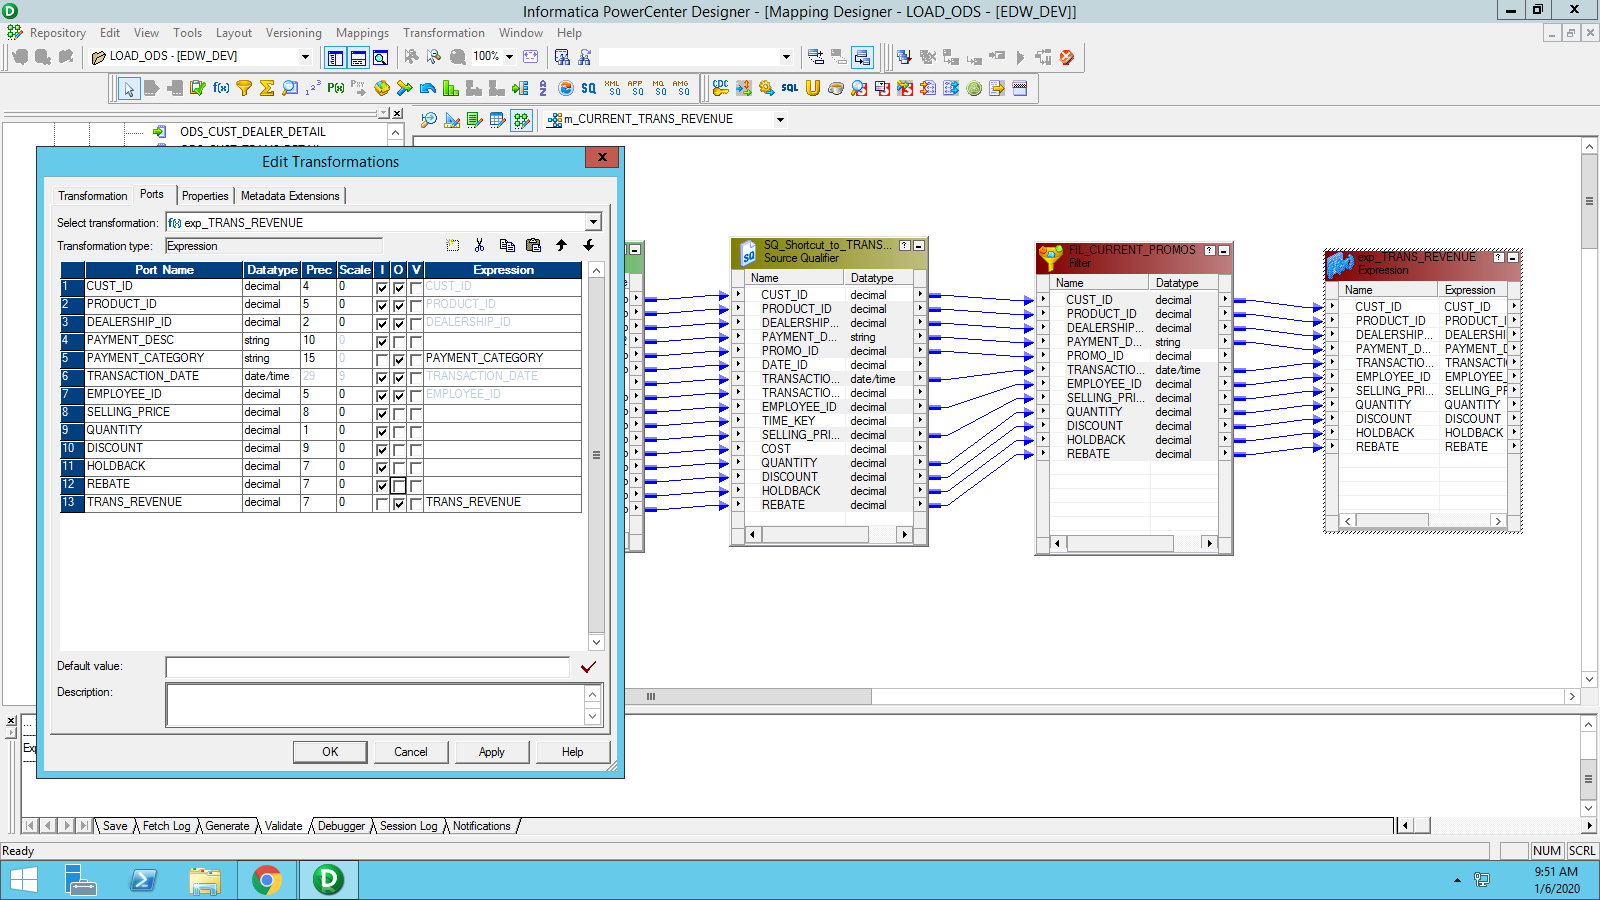 Informatica PowerCenter Designer - [Mapping Designer - LOAD_ODS - [EDW_DEV]]
Repository Edit View Tools Layout Versioning Mappings Transformation Window Help
LOAD_ODS - [EDW_DEV]
100%
m_CURRENT_TRANS_REVENUE
ODS_CUST_DEALER_DETAIL
Edit Transformations
Transformation Ports Properties Metadata Extensions
Select transformation: f(x) exp_TRANS_REVENUE
Transformation type: Expression
Port Name Datatype Prec Scale I O V Expression
1 CUST_ID decimal 4 0 CUST_ID
2 PRODUCT_ID decimal 5 0 PRODUCT_ID
3 DEALERSHIP_ID decimal 2 0 DEALERSHIP_ID
4 PAYMENT_DESC string 10 0
5 PAYMENT_CATEGORY string 15 0 PAYMENT_CATEGORY
6 TRANSACTION_DATE date/time 29 9 TRANSACTION_DATE
7 EMPLOYEE_ID decimal 5 0 EMPLOYEE_ID
8 SELLING_PRICE decimal 8 0
9 QUANTITY decimal 1 0
10 DISCOUNT decimal 9 0
11 HOLDBACK decimal 7 0
12 REBATE decimal 7 0
13 TRANS_REVENUE decimal 7 0 TRANS_REVENUE
Default value:
Description:
OK Cancel Apply Help
SQ_Shortcut_to_TRANS...
Source Qualifier
Name Datatype
CUST_ID decimal
PRODUCT_ID decimal
DEALERSHIP... decimal
PAYMENT_D... string
PROMO_ID decimal
DATE_ID decimal
TRANSACTIO... date/time
TRANSACTIO... decimal
EMPLOYEE_ID decimal
TIME_KEY decimal
SELLING_PRI... decimal
COST decimal
QUANTITY decimal
DISCOUNT decimal
HOLDBACK decimal
REBATE decimal
FIL_CURRENT_PROMOS
Filter
Name Datatype
CUST_ID decimal
PRODUCT_ID decimal
DEALERSHIP... decimal
PAYMENT_D... string
PROMO_ID decimal
TRANSACTIO... date/time
EMPLOYEE_ID decimal
SELLING_PRI... decimal
QUANTITY decimal
DISCOUNT decimal
HOLDBACK decimal
REBATE decimal
exp_TRANS_REVENUE
Expression
Name Expression
CUST_ID CUST_ID
PRODUCT_ID PRODUCT_I
DEALERSHIP... DEALERSHI
PAYMENT_D... PAYMENT_D
TRANSACTIO... TRANSACTI
EMPLOYEE_ID EMPLOYEE_
SELLING_PRI... SELLING_PF
QUANTITY QUANTITY
DISCOUNT DISCOUNT
HOLDBACK HOLDBACK
REBATE REBATE
Exp
Save Fetch Log Generate Validate Debugger Session Log Notifications
Ready
NUM SCRL
9:51 AM
1/6/2020